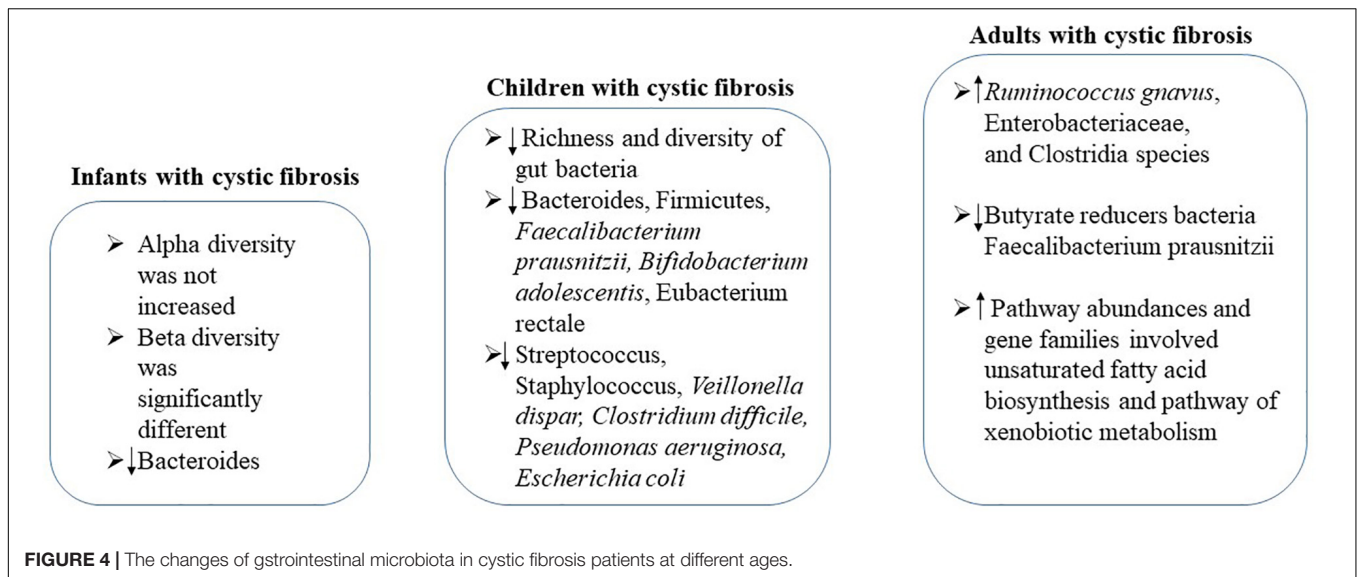 Infants with cystic fibrosis
➢ Alpha diversity
was not
increased
➢ Beta diversity
was
significantly
different
➢↓Bacteroides
Children with cystic fibrosis
➢↓Richness and diversity of
gut bacteria
➢↓Bacteroides, Firmicutes,
Faecalibacterium
prausnitzii, Bifidobacterium
adolescentis, Eubacterium
rectale
➢↓Streptococcus,
Staphylococcus, Veillonella
dispar, Clostridium difficile,
Pseudomonas aeruginosa,
Escherichia coli
Adults with cystic fibrosis
➢↑Ruminococcus gnavus,
Enterobacteriaceae,
and Clostridia species
➢↓Butyrate reducers bacteria
Faecalibacterium prausnitzii
➢↑ Pathway abundances and
gene families involved
unsaturated fatty acid
biosynthesis and pathway of
xenobiotic metabolism
FIGURE 4 | The changes of gstrointestinal microbiota in cystic fibrosis patients at different ages.